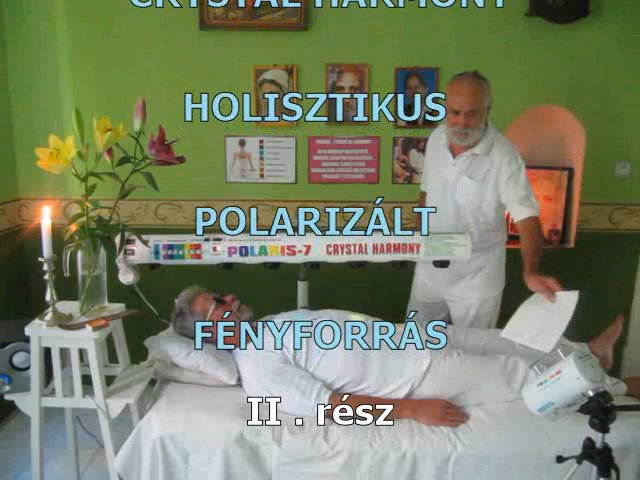 CRYSTAL HARMONY
HOLISZTIKUS
POLARIZÁLT
POLARIS-7 CRYSTAL HARMONY
FÉNYFORRÁS
II . rész